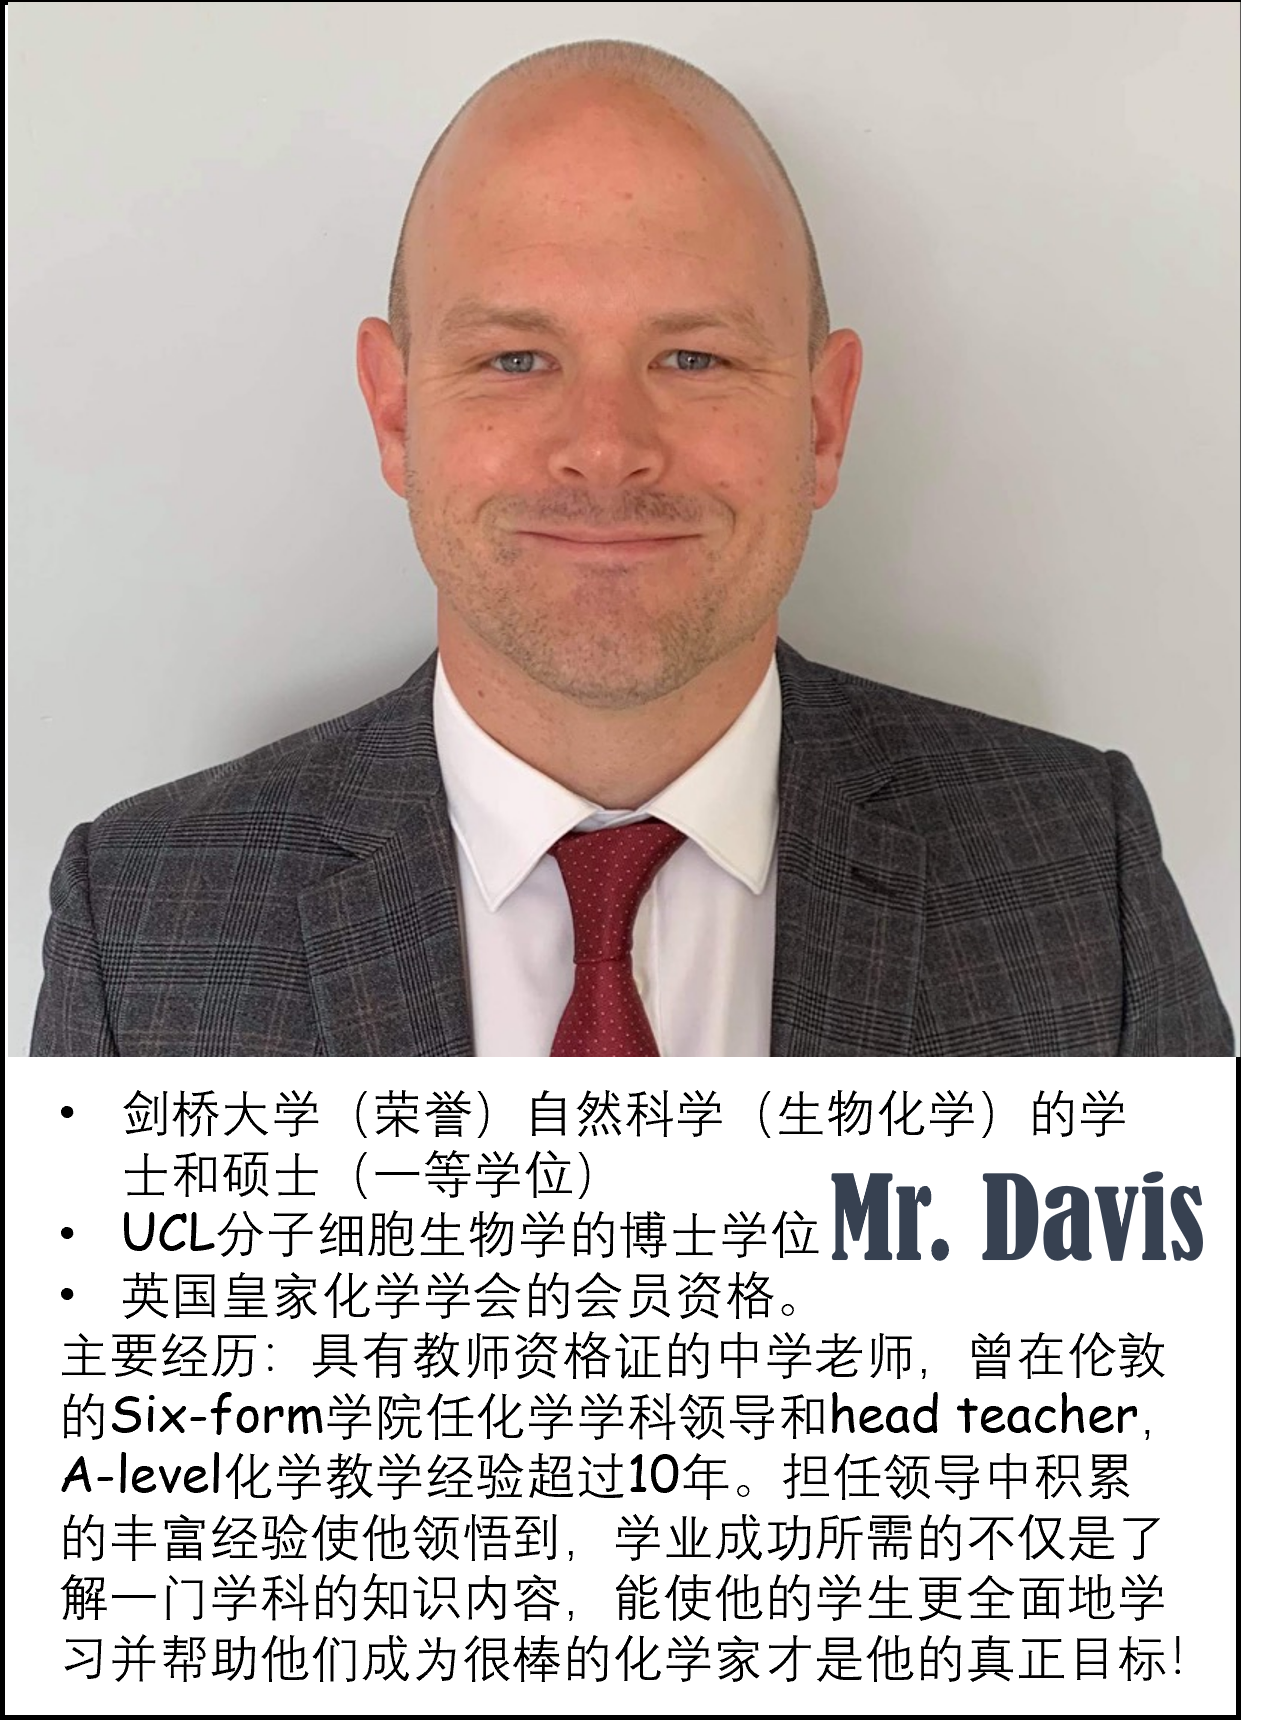 • 剑桥大学（荣誉）自然科学（生物化学）的学
士和硕士（一等学位）
Mr. Davis
• UCL分子细胞生物学的博士学位
• 英国皇家化学学会的会员资格。
主要经历：具有教师资格证的中学老师，曾在伦敦
的Six-form学院任化学学科领导和head teacher，
A-level化学教学经验超过10年。担任领导中积累
的丰富经验使他领悟到，学业成功所需的不仅是了
解一门学科的知识内容，能使他的学生更全面地学
习并帮助他们成为很棒的化学家才是他的真正目标！